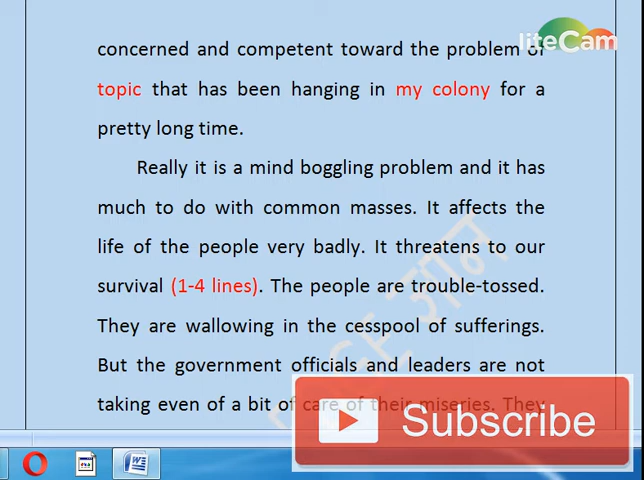 liteCam
concerned and competent toward the problem of
topic that has been hanging in my colony for a
pretty long time.
Really it is a mind boggling problem and it has
much to do with common masses. It affects the
life of the people very badly. It threatens to our
survival (1-4 lines). The people are trouble-tossed.
They are wallowing in the cesspool of sufferings.
But the government officials and leaders are not
taking even of a bit of care of their miseries. They
Subscribe